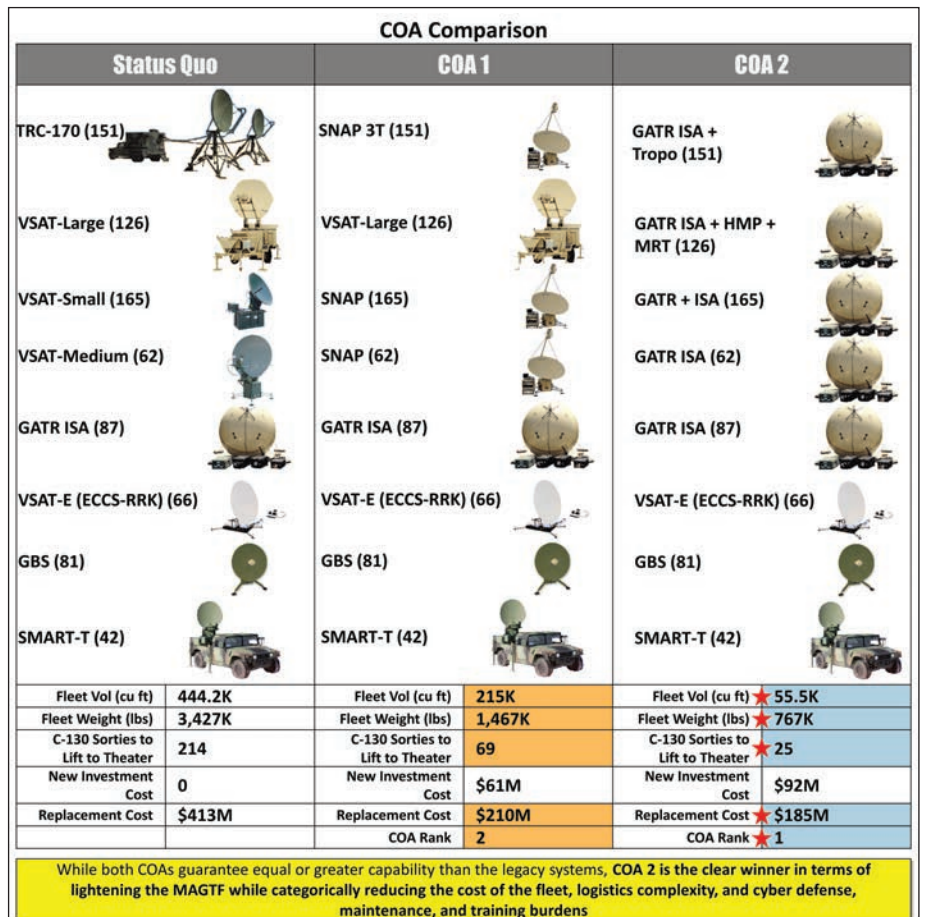 COA Comparison
Status Quo
COA 1
COA 2
TRC-170 (151)
SNAP 3T (151)
GATR ISA +
Tropo (151)
VSAT-Large (126)
VSAT-Large (126)
GATR ISA + HMP +
MRT (126)
VSAT-Small (165)
SNAP (165)
GATR + ISA (165)
VSAT-Medium (62)
SNAP (62)
GATR ISA (62)
GATR ISA (87)
GATR ISA (87)
GATR ISA (87)
VSAT-E (ECCS-RRK) (66)
VSAT-E (ECCS-RRK) (66)
VSAT-E (ECCS-RRK) (66)
GBS (81)
GBS (81)
GBS (81)
SMART-T (42)
SMART-T (42)
SMART-T (42)
Fleet Vol (cu ft) 444.2K
Fleet Vol (cu ft) 215K
Fleet Vol (cu ft) 55.5K
Fleet Weight (lbs) 3,427K
Fleet Weight (lbs) 1,467K
Fleet Weight (lbs) 767K
C-130 Sorties to
Lift to Theater
214
C-130 Sorties to
Lift to Theater
69
C-130 Sorties to
Lift to Theater
25
New Investment
Cost
0
New Investment
Cost
$61M
New Investment
Cost
$92M
Replacement Cost $413M
Replacement Cost $210M
Replacement Cost $185M
COA Rank 2
COA Rank 1
While both COAs guarantee equal or greater capability than the legacy systems, COA 2 is the clear winner in terms of
lightening the MAGTF while categorically reducing the cost of the fleet, logistics complexity, and cyber defense,
maintenance, and training burdens